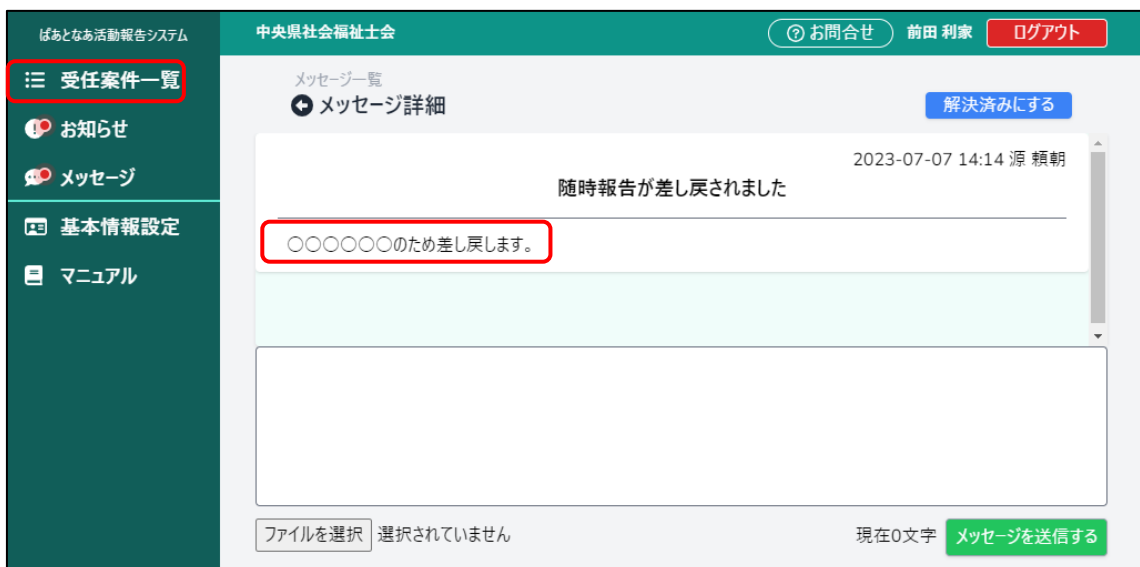 ぱあとなあ活動報告システム
受任案件一覧
お知らせ
メッセージ
基本情報設定
マニュアル
中央県社会福祉士会
お問合せ 前田 利家 ログアウト
メッセージ一覧
メッセージ詳細
解決済みにする
2023-07-07 14:14 源 頼朝
随時報告が差し戻されました
○○○○○○のため差し戻します。
ファイルを選択 選択されていません
現在0文字 メッセージを送信する